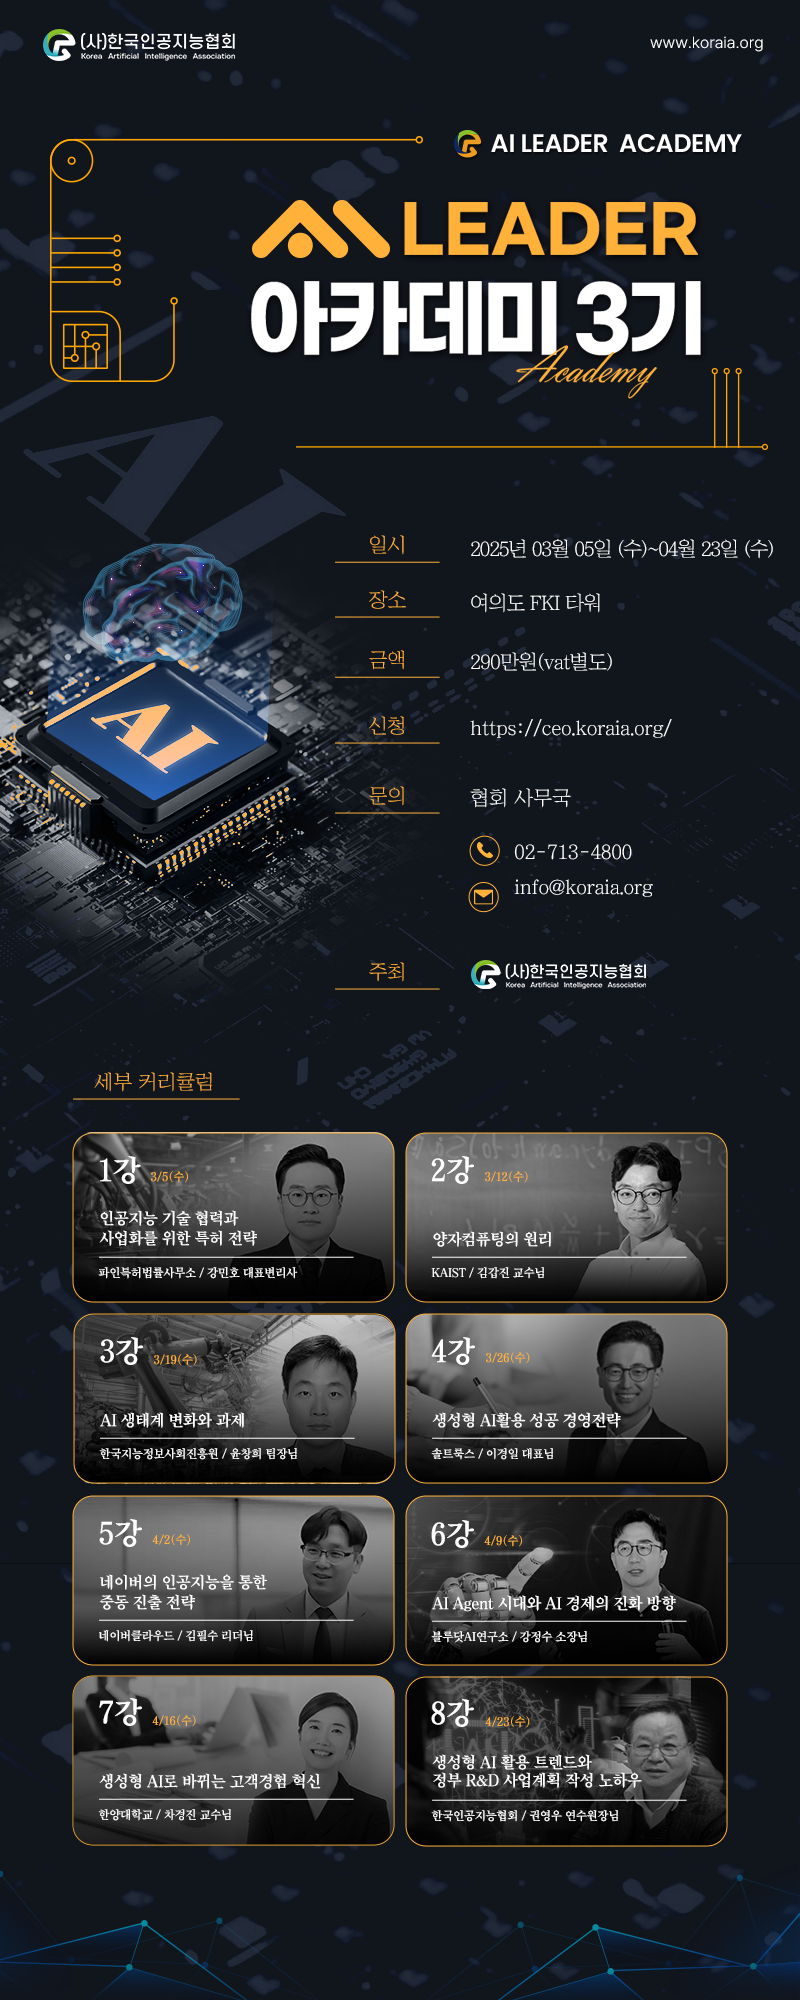 (사)한국인공지능협회
Korea Artificial Intelligence Association
www.koraia.org
AI LEADER ACADEMY
AI LEADER
아카데미 3기
Academy
AI
AI
일시
2025년 03월 05일 (수)~04월 23일 (수)
장소
여의도 FKI 타워
금액
290만원(vat별도)
신청
https://ceo.koraia.org/
문의
협회 사무국
02-713-4800
info@koraia.org
주최
(사)한국인공지능협회
Korea Artificial Intelligence Association
세부 커리큘럼
1강 3/5(수)
인공지능 기술 협력과
사업화를 위한 특허 전략
파인특허법률사무소 / 강민호 대표변리사
2강 3/12(수)
양자컴퓨팅의 원리
KAIST / 김갑진 교수님
3강 3/19(수)
AI 생태계 변화와 과제
한국지능정보사회진흥원 / 윤창희 팀장님
4강 3/26(수)
생성형 AI활용 성공 경영전략
솔트룩스 / 이경일 대표님
5강 4/2(수)
네이버의 인공지능을 통한
중동 진출 전략
네이버클라우드 / 김필수 리더님
6강 4/9(수)
AI Agent 시대와 AI 경제의 진화 방향
블루닷AI연구소 / 강정수 소장님
7강 4/16(수)
생성형 AI로 바뀌는 고객경험 혁신
한양대학교 / 차경진 교수님
8강 4/23(수)
생성형 AI 활용 트렌드와
정부 R&D 사업계획 작성 노하우
한국인공지능협회 / 권영우 연수원장님